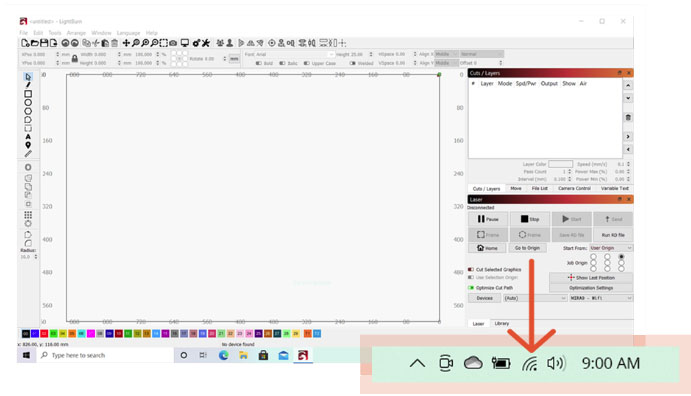 <untitled> - LightBurn
File Edit Tools Arrange Window Language Help
XPos 0.000 mm Width 0.000 mm 100.000 % Rotate 0.00 mm Font Arial Height 25.00 VSpace 0.00 Align X Middle Normal
YPos 0.000 mm Height 0.000 mm 100.000 % Bold Italic Upper Case Welded VSpace 0.00 Align Y Middle Offset 0
80
160
240
320
400
480
560
0
80
160
240
320
400
480
560
A
Radius:
10.0
Cuts / Layers
# Layer Mode Spd/Pwr Output Show Air
Layer Color Speed (mm/s) 0.1
Pass Count 1 Power Max (%) 0.00
Interval (mm) 0.100 Power Min (%) 0.00
Cuts / Layers Move File List Camera Control Variable Text
Laser
Disconnected
Pause Stop Start Send
Frame Frame Save RD file Run RD file
Home Go to Origin Start From: User Origin
Job Origin
Cut Selected Graphics
Use Selection Origin Show Last Position
Optimize Cut Path Optimization Settings
Devices (Auto) Wifi
Laser Library
x: 826.00, y: 116.00 mm No device found
Type here to search
9:00 AM